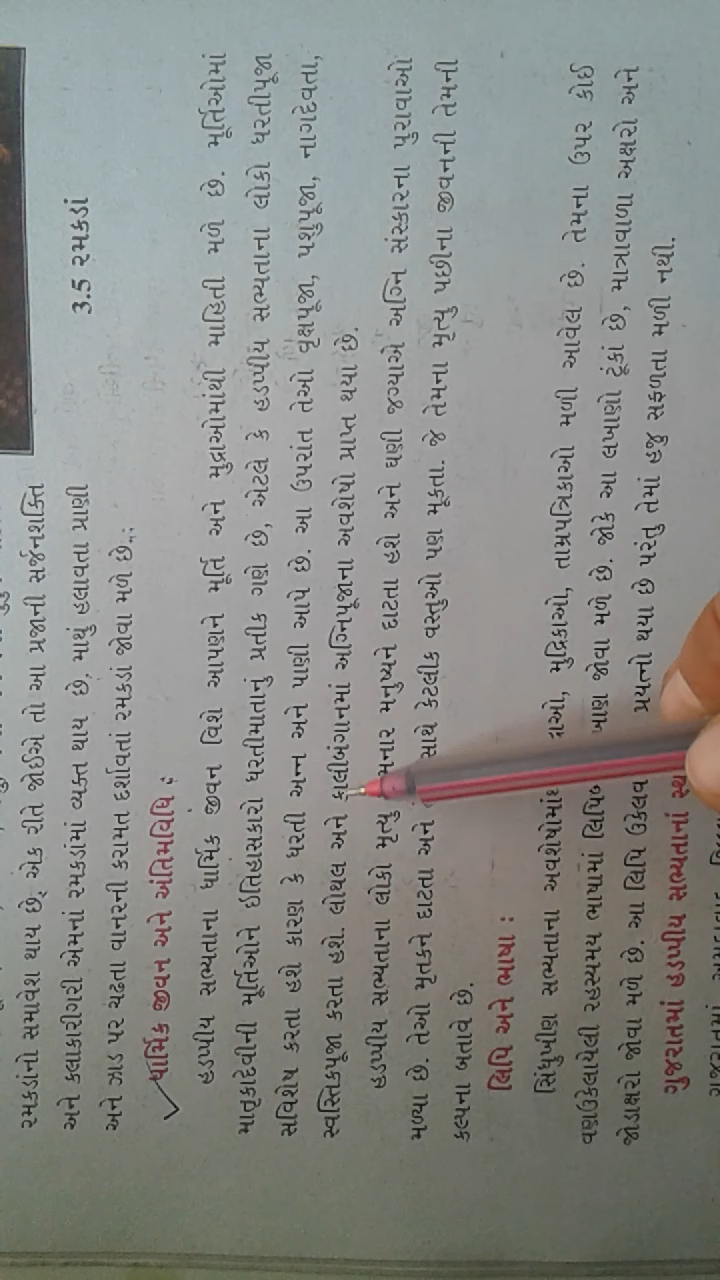 રમકડાંનો સમાવેશ થાય છે. એક રીતે જોઈએ તો આ પ્રજાની સર્જનશક્તિ
અને કલાકારીગરી એમનાં રમકડાંમાં વ્યક્ત થાય છે. માથું હલાવતા પ્રાણી
અને ઝાડ પર ચઢતા વાનરની કરામત દર્શાવતાં રમકડાં જોવા મળે છે.
3.5 રમકડાં
ધાર્મિક જીવન અને અંતિમવિધિ :
હડપ્પીય સભ્યતાના ધાર્મિક જીવન વિશે આપણને મૂર્તિ અને મુદ્રાઓમાંથી માહિતી મળે છે. મૂર્તિઓમાં
માતૃકાદેવીની મૂર્તિઓને ઇતિહાસકારો ધરતીમાતાનું પ્રતીક ગણે છે, એટલે કે હડપ્પીય સભ્યતાના લોકો ધરતીપૂજા
સવિશેષ કરતા હશે કારણ કે ધરતી અન્ન અને પાણી આપે છે. આ ઉપરાંત તેઓ વૃક્ષપૂજા, પશુપૂજા, નાગદેવતા,
સ્વસ્તિકપૂજા કરતા હશે. લોથલ અને કાલીબંગાનમાં અગ્નિપૂજાના અવશેષો પ્રાપ્ત થયા છે.
હડપ્પીય સભ્યતાના લોકો મૃત્યુ મનુષ્યને દાટતા હશે અને ઘણી જગ્યાએ અગ્નિ સંસ્કારના પુરાવાઓ
મળ્યા છે. તેઓ મૃતકને દાટતા અને સાથે કેટલીક વસ્તુઓ પણ મૂકતા. જે તેમના મૃત્યુ પછીના જીવનની તેમની
કલ્પના બતાવે છે.
લિપિ અને ભાષા :
સિંધુખીણ સભ્યતાના અવશેષોમાં મુદ્રિકાઓ, તામ્રપત્રિકાઓ મળી આવેલ છે. તેમના ઉપર કોઈ
વણઉકેલાયેલી રહસ્યમય ભાષામાં જોવા મળે છે. જોકે આ લખાણો ટૂંકાં છે, માત્રાવાળા અક્ષરો અને
જોડાક્ષરો જોવા મળે છે. આ લિપિ પ્રયત્નો થયા છે પરંતુ તેમાં હજુ સફળતા મળી નથી.
ગુજરાતમાં હડપ્પીય સભ્યતાનાં
ગુજરાતમાં